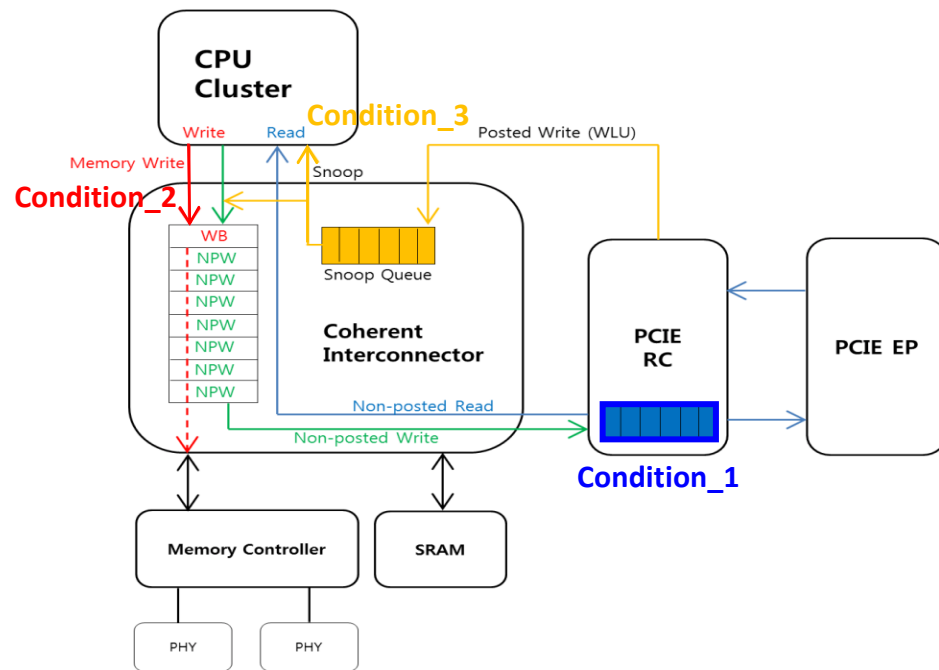 CPU
Cluster
Condition_3
Write
Read
Posted Write (WLU)
Memory Write
Snoop
Condition_2
WB
NPW
NPW
NPW
NPW
NPW
NPW
NPW
Snoop Queue
Coherent
Interconnector
PCIE
RC
PCIE EP
Non-posted Read
Non-posted Write
Condition_1
Memory Controller
SRAM
PHY
PHY